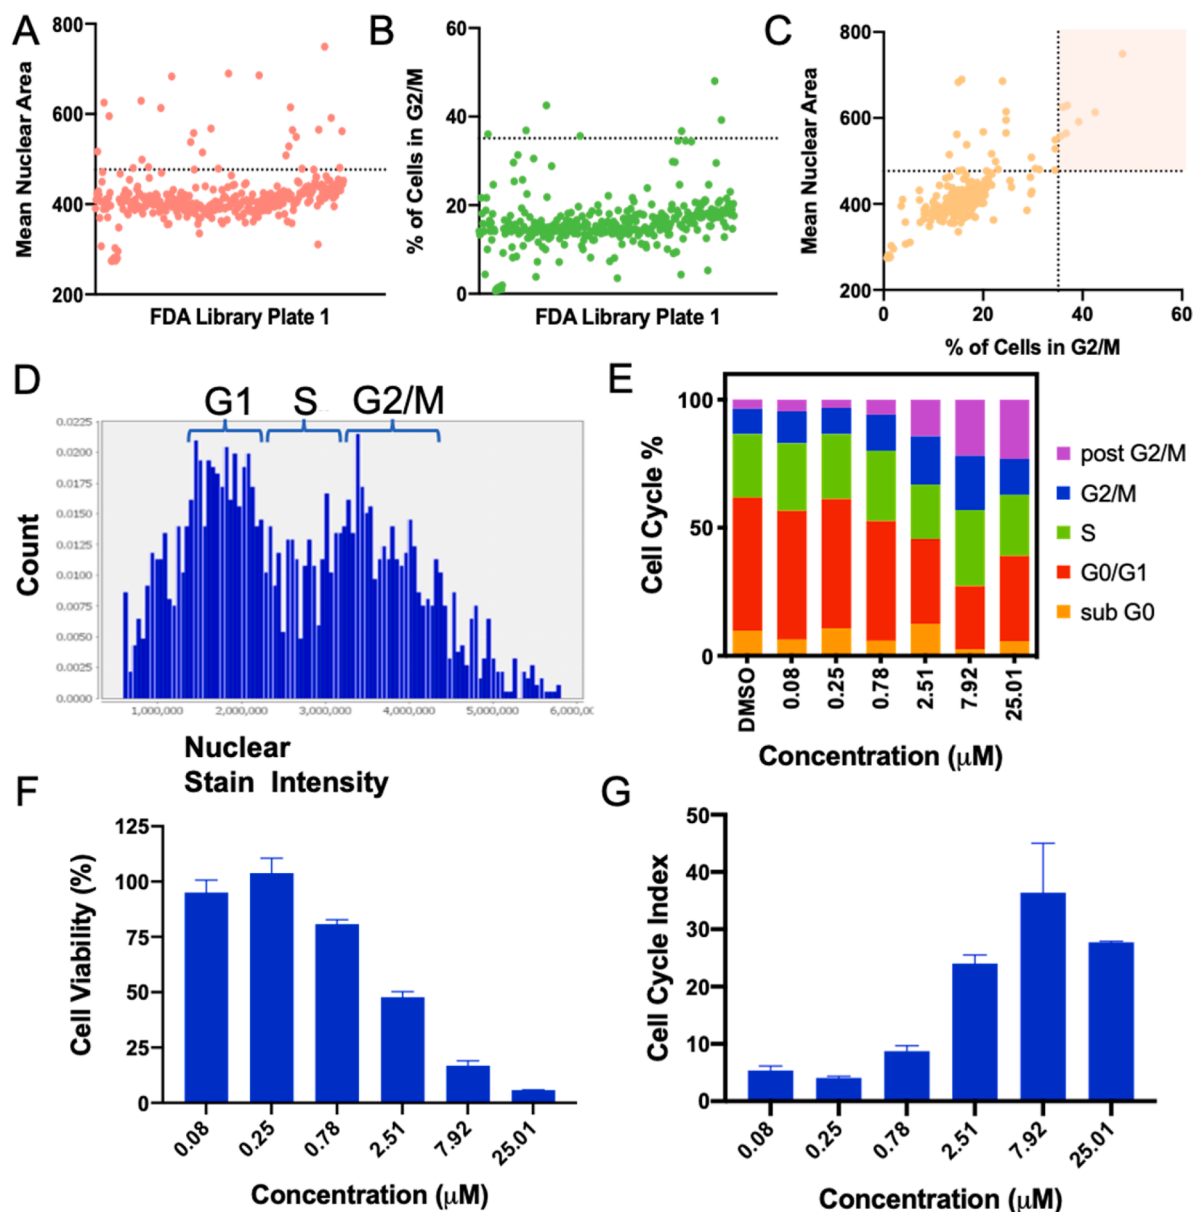 A
Mean Nuclear Area
800
600
400
200
FDA Library Plate 1
B
% of Cells in G2/M
60
40
20
0
FDA Library Plate 1
C
Mean Nuclear Area
800
600
400
200
0 20 40 60
% of Cells in G2/M
D
G1 S G2/M
Count
0.0225
0.0200
0.0175
0.0150
0.0125
0.0100
0.0075
0.0050
0.0025
0.0000
1,000,000 2,000,000 3,000,000 4,000,000 5,000,000 6,000,0
Nuclear
Stain Intensity
E
Cell Cycle %
100
50
0
DMSO 0.08 0.25 0.78 2.51 7.92 25.01
Concentration (μM)
post G2/M
G2/M
S
G0/G1
sub G0
F
Cell Viability (%)
125
100
75
50
25
0
0.08 0.25 0.78 2.51 7.92 25.01
Concentration (μM)
G
Cell Cycle Index
50
40
30
20
10
0
0.08 0.25 0.78 2.51 7.92 25.01
Concentration (μM)